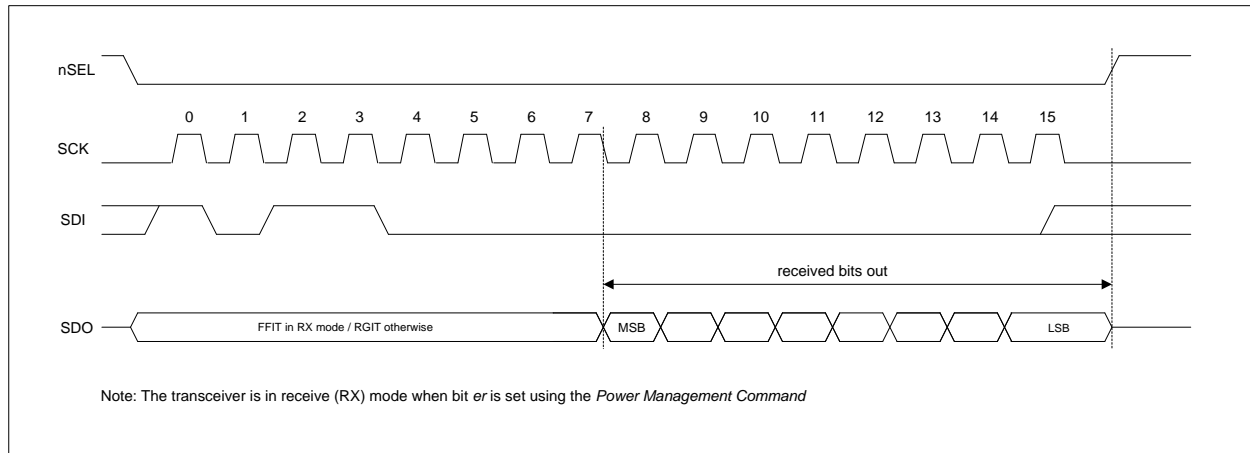 nSEL
0 1 2 3 4 5 6 7 8 9 10 11 12 13 14 15
SCK
SDI
received bits out
SDO FFIT in RX mode / RGIT otherwise MSB LSB
Note: The transceiver is in receive (RX) mode when bit er is set using the Power Management Command